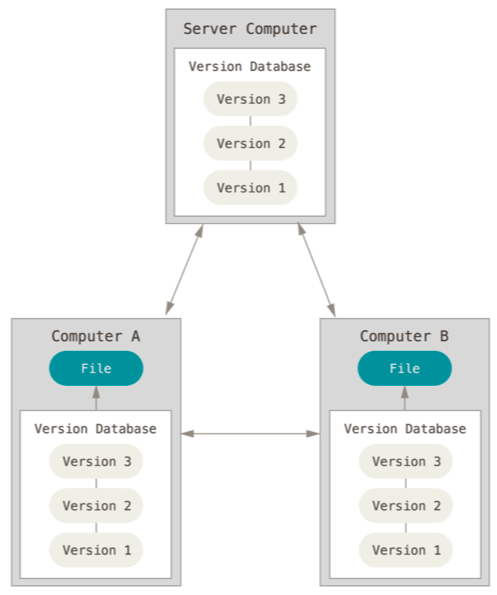 Server Computer
Version Database
Version 3
Version 2
Version 1
Computer A
File
Version Database
Version 3
Version 2
Version 1
Computer B
File
Version Database
Version 3
Version 2
Version 1